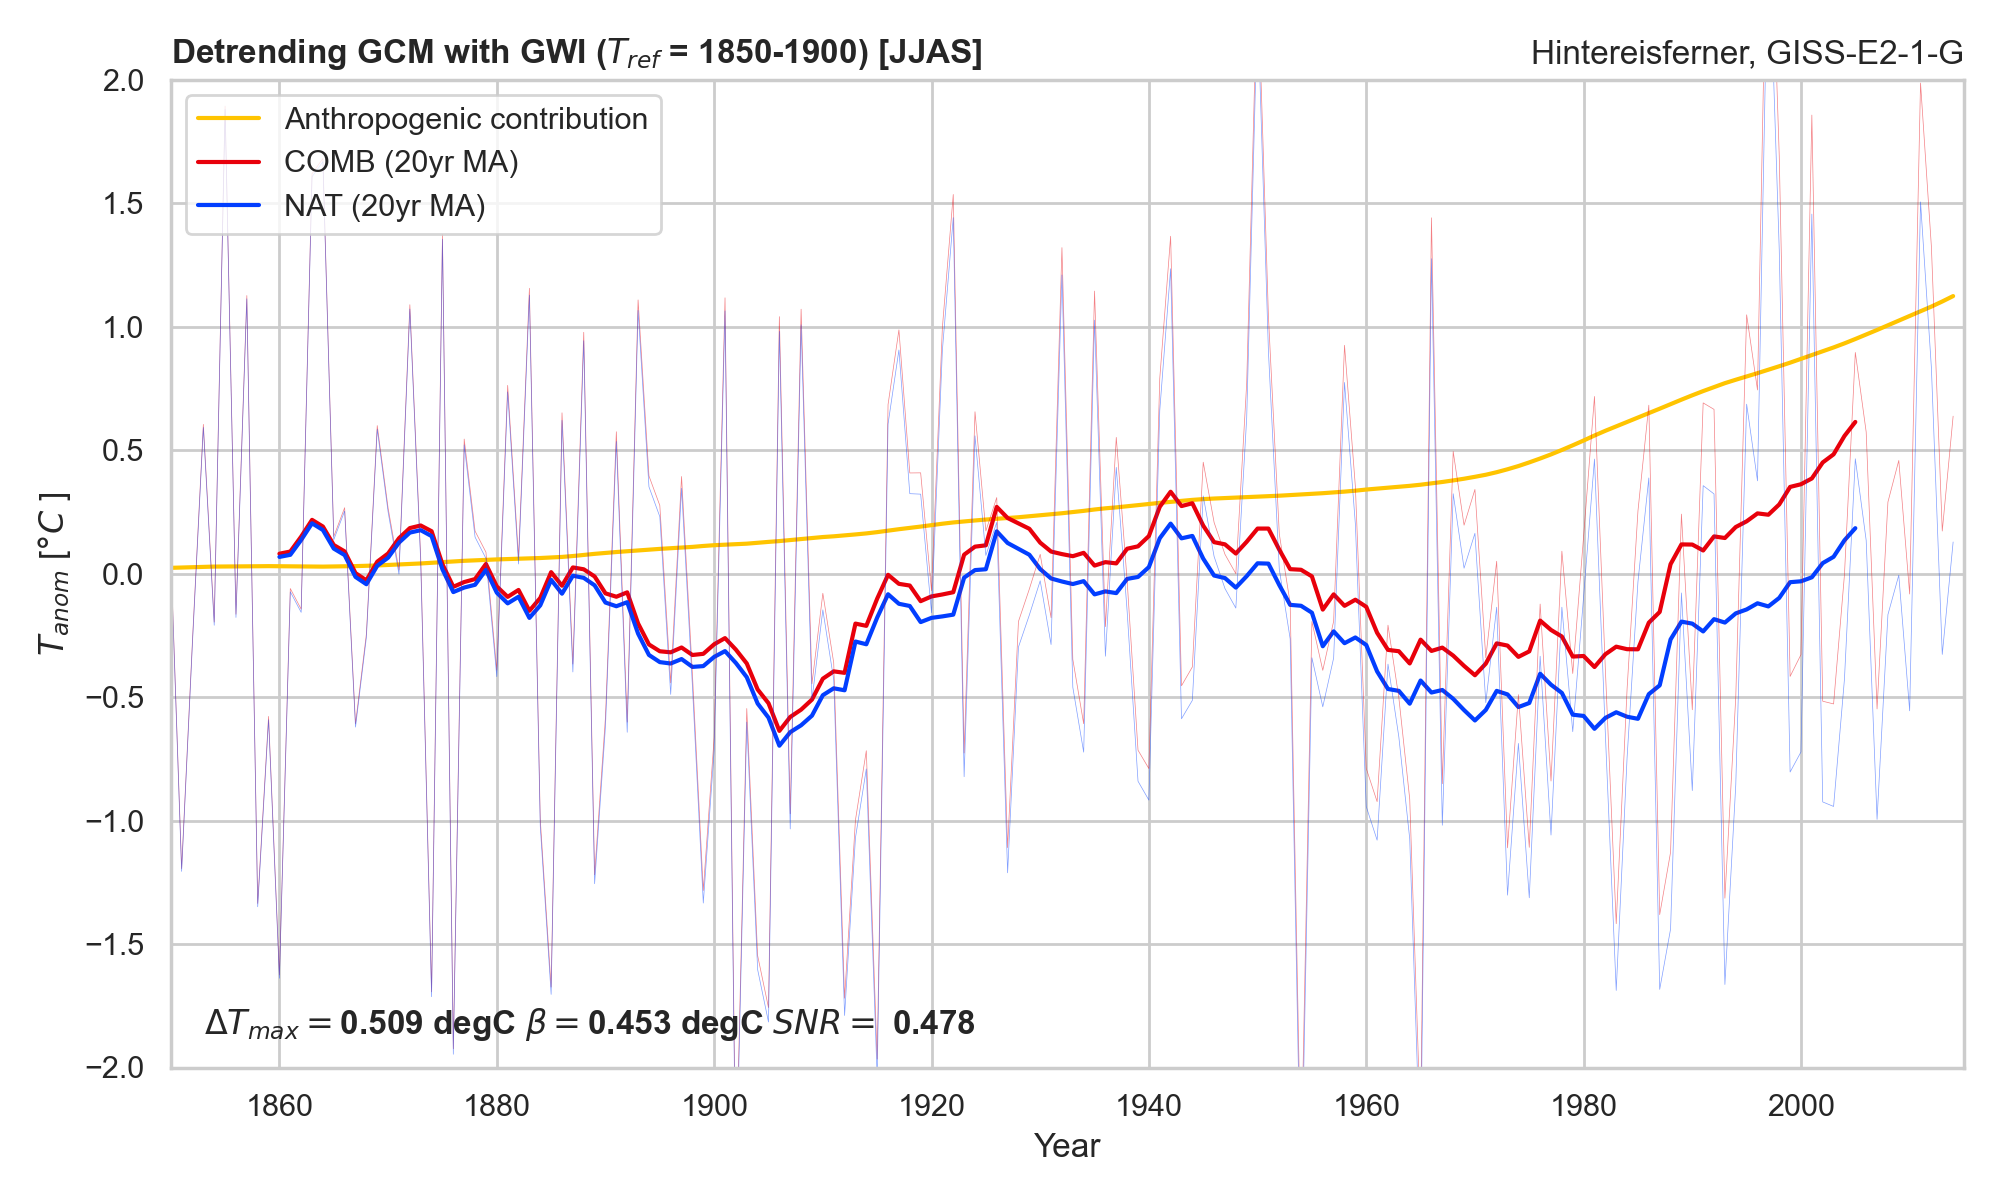 Detrending GCM with GWI (T_ref = 1850-1900) [JJAS]
Hintereisferner, GISS-E2-1-G
2.0
1.5
1.0
0.5
0.0
−0.5
−1.0
−1.5
−2.0
T_anom [°C ]
Anthropogenic contribution
COMB (20yr MA)
NAT (20yr MA)
ΔT_max = 0.509 degC β = 0.453 degC SNR = 0.478
1860 1880 1900 1920 1940 1960 1980 2000
Year